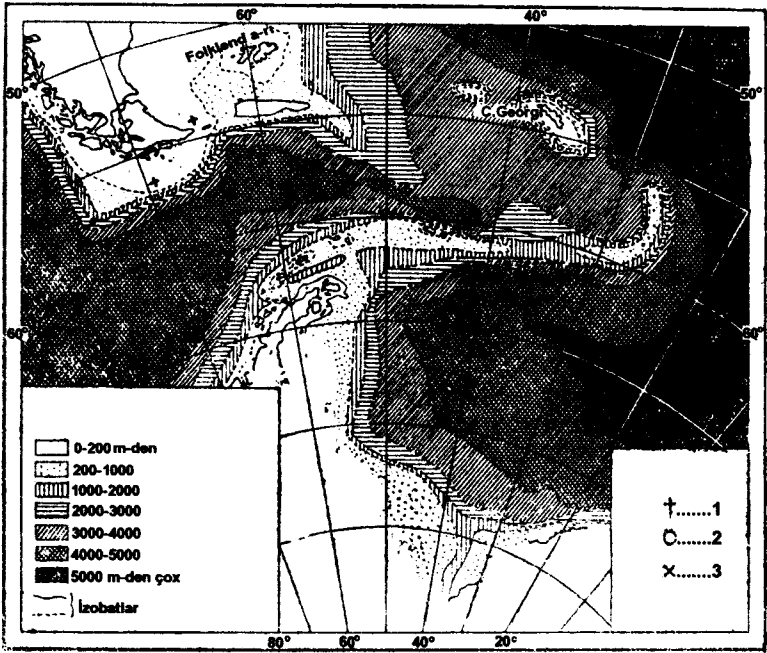 60°
40°
Folklend a-rı
50°
50°
C. Georgi
60°
60°
0-200 m-den
200-1000
1000-2000
2000-3000
3000-4000
4000-5000
5000 m-den çox
İzobatlar
†.......1
O.......2
×.......3
80°
60°
40°
20°